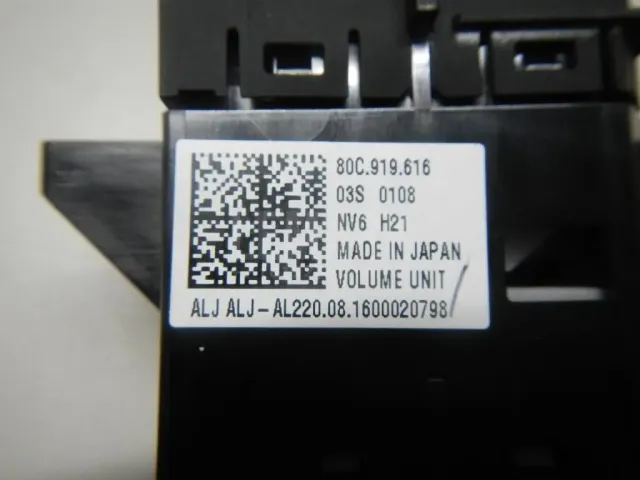 80C.919.616
03S 0108
NV6 H21
MADE IN JAPAN
VOLUME UNIT
ALJ ALJ-AL220.08.1600020798